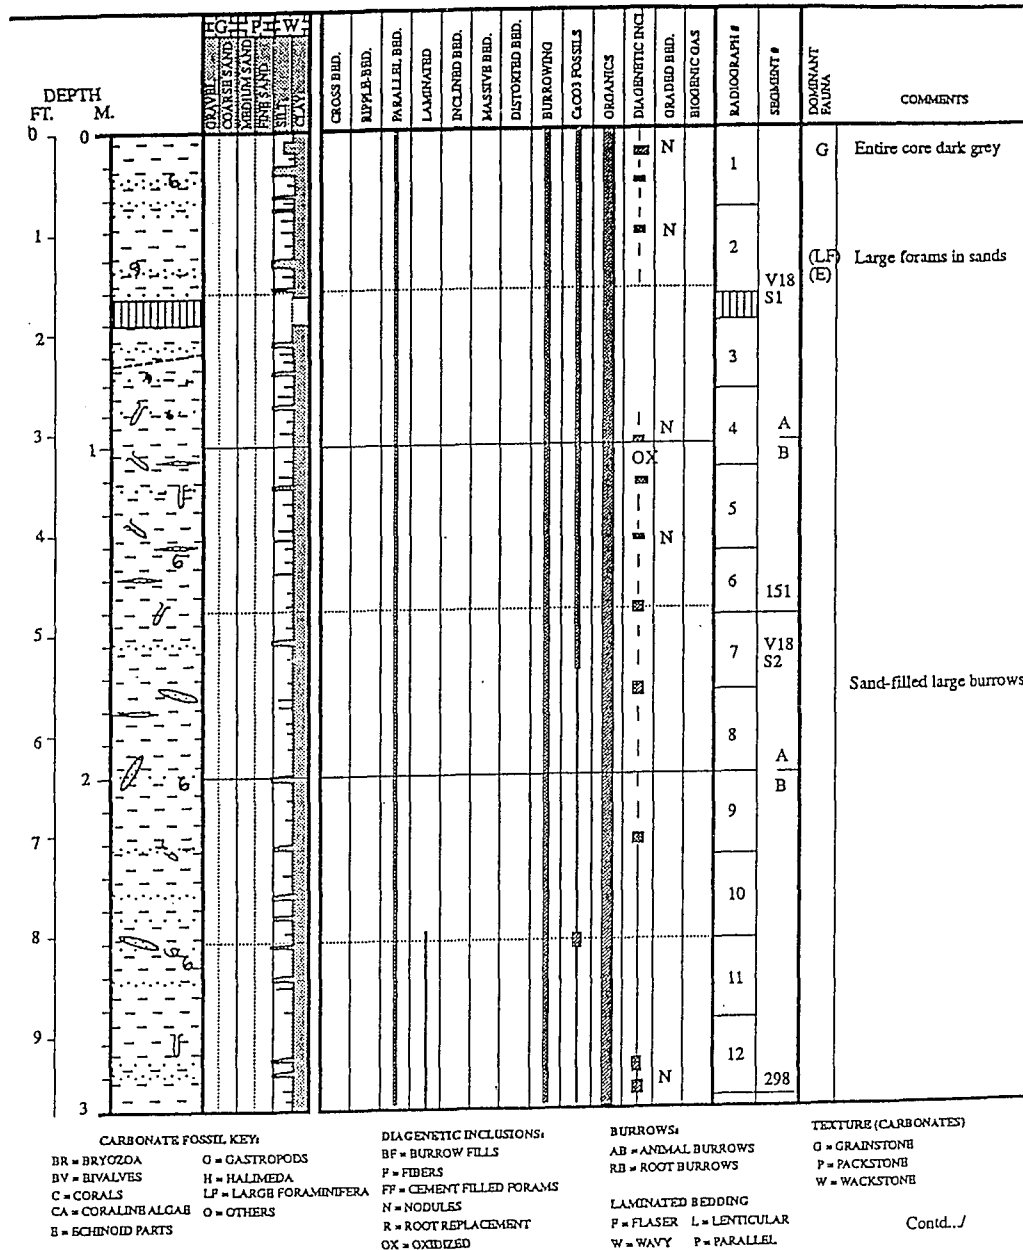 G P W
GRAVEL
COARSE SAND
MEDIUM SAND
FINE SAND
SILT
CLAY
CROSS BED.
RIPPLE-BED.
PARALLEL BED.
LAMINATED
INCLINED BED.
MASSIVE BED.
DISTORTED BED.
BURROWING
CaCO3 FOSSILS
ORGANICS
DIAGENETIC INCL.
GRADED BED.
BIOGENIC GAS
RADIOGRAPH #
SEGMENT #
DOMINANT
FAUNA
COMMENTS
DEPTH
FT. M.
0 0
N
1
G
Entire core dark grey
1
N
2
(LF)
(E)
Large forams in sands
V18
S1
2
3
3
1
N
4
A
B
OX
5
4
N
6
151
5
7
V18
S2
Sand-filled large burrows
6
8
A
2
B
9
7
10
8
11
9
12
N
298
3
CARBONATE FOSSIL KEY:
BR = BRYOZOA G = GASTROPODS
BV = BIVALVES H = HALIMEDA
C = CORALS LF = LARGE FORAMINIFERA
CA = CORALINE ALGAE O = OTHERS
E = ECHINOID PARTS
DIAGENETIC INCLUSIONS:
BF = BURROW FILLS
F = FIBERS
FF = CEMENT FILLED FORAMS
N = NODULES
R = ROOT REPLACEMENT
OX = OXIDIZED
BURROWS:
AB = ANIMAL BURROWS
RB = ROOT BURROWS
LAMINATED BEDDING
F = FLASER L = LENTICULAR
W = WAVY P = PARALLEL
TEXTURE (CARBONATES)
G = GRAINSTONE
P = PACKSTONE
W = WACKSTONE
Contd.../